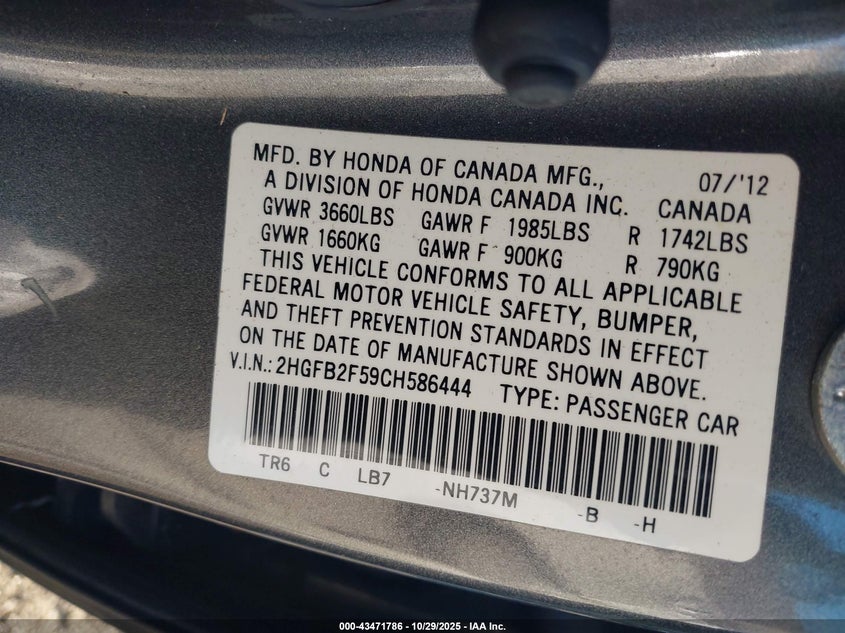 MFD. BY HONDA OF CANADA MFG., 07/'12
A DIVISION OF HONDA CANADA INC. CANADA
GVWR 3660LBS GAWR F 1985LBS R 1742LBS
GVWR 1660KG GAWR F 900KG R 790KG
THIS VEHICLE CONFORMS TO ALL APPLICABLE
FEDERAL MOTOR VEHICLE SAFETY, BUMPER,
AND THEFT PREVENTION STANDARDS IN EFFECT
ON THE DATE OF MANUFACTURE SHOWN ABOVE.
V.I.N.: 2HGFB2F59CH586444 TYPE: PASSENGER CAR
TR6 C LB7 -NH737M -B -H
000-43471786 - 10/29/2025 - IAA Inc.